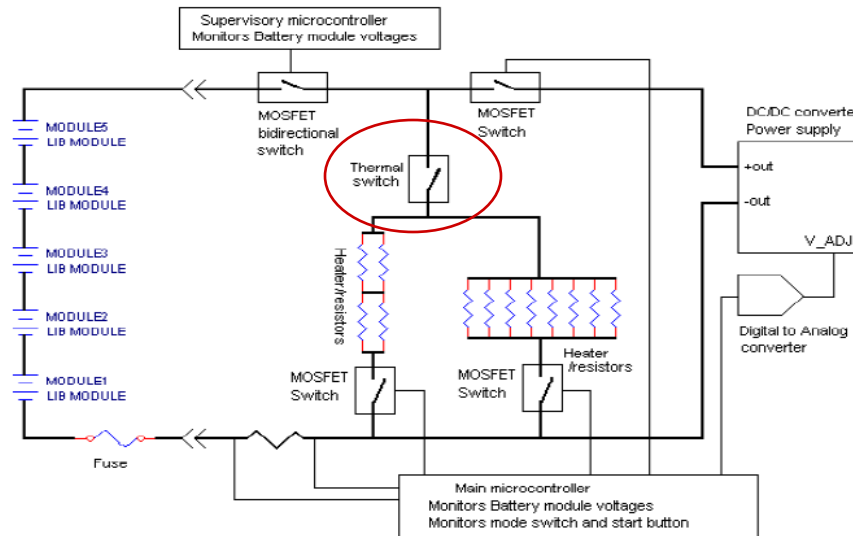 Supervisory microcontroller
Monitors Battery module voltages
MOSFET
bidirectional
switch
MOSFET
Switch
DC/DC converte
Power supply
MODULE5
LIB MODULE
Thermal
switch
+out
-out
MODULE4
LIB MODULE
V_ADJ
MODULE3
LIB MODULE
Heater/resistors
MODULE2
LIB MODULE
Digital to Analog
converter
Heater
/resistors
MOSFET
Switch
MOSFET
Switch
MODULE1
LIB MODULE
Fuse
Main microcontroller
Monitors Battery module voltages
Monitors mode switch and start button